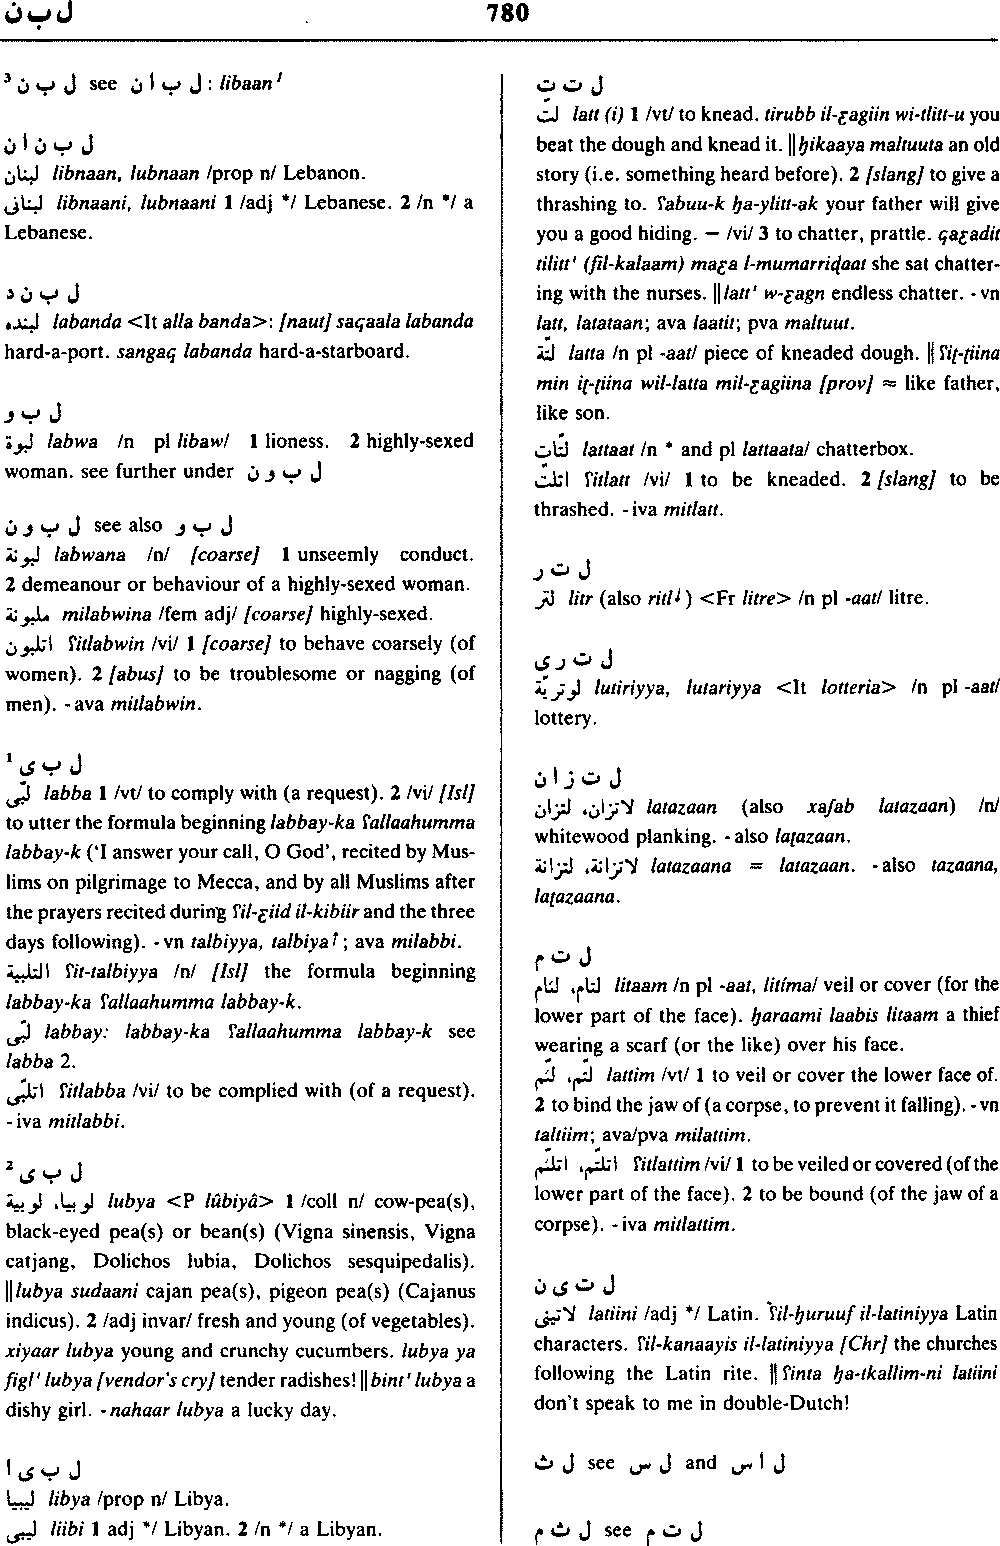 ل ب ن
780
ل ب ن ³ see ل ب ا ن : libaan¹
ل ب ن ا ن
لبنان libnaan, lubnaan /prop n/ Lebanon.
لبنانى libnaani, lubnaani 1 /adj */ Lebanese. 2 /n */ a
Lebanese.
ل ب ن د
لبنده labanda <It alla banda>: [naut] saqaala labanda
hard-a-port. sangaq labanda hard-a-starboard.
ل ب و
لبوة labwa /n pl libaw/ 1 lioness. 2 highly-sexed
woman. see further under ل ب و ن
ل ب و ن see also ل ب و
لبونة labwana /n/ [coarse] 1 unseemly conduct.
2 demeanour or behaviour of a highly-sexed woman.
ملبونة milabwina /fem adj/ [coarse] highly-sexed.
اتلبون ʕitlabwin /vi/ 1 [coarse] to behave coarsely (of
women). 2 [abus] to be troublesome or nagging (of
men). - ava mitlabwin.
ل ب ى ¹
لبّى labba 1 /vt/ to comply with (a request). 2 /vi/ [Isl]
to utter the formula beginning labbay-ka ʕallaahumma
labbay-k (‘I answer your call, O God’, recited by Mus-
lims on pilgrimage to Mecca, and by all Muslims after
the prayers recited during ʕil-ع̨iid il-kibiir and the three
days following). - vn talbiyya, talbiya↑; ava milabbi.
التلبية ʕit-talbiyya /n/ [Isl] the formula beginning
labbay-ka ʕallaahumma labbay-k.
لبّى labbay: labbay-ka ʕallaahumma labbay-k see
labba 2.
اتلبّى ʕitlabba /vi/ to be complied with (of a request).
- iva mitlabbi.
ل ب ى ²
لوبيا، لوبية lubya <P lūbiyā> 1 /coll n/ cow-pea(s),
black-eyed pea(s) or bean(s) (Vigna sinensis, Vigna
catjang, Dolichos lubia, Dolichos sesquipedalis).
‖lubya sudaani cajan pea(s), pigeon pea(s) (Cajanus
indicus). 2 /adj invar/ fresh and young (of vegetables).
xiyaar lubya young and crunchy cucumbers. lubya ya
figl' lubya [vendor's cry] tender radishes! ‖bint' lubya a
dishy girl. - nahaar lubya a lucky day.
ل ب ى ا
ليبيا libya /prop n/ Libya.
ليبى liibi 1 adj */ Libyan. 2 /n */ a Libyan.
ل ت ت
لتّ latt (i) 1 /vt/ to knead. tirubb il-عagiin wi-tlitt-u you
beat the dough and knead it. ‖ḥikaaya maltuuta an old
story (i.e. something heard before). 2 [slang] to give a
thrashing to. ʕabuu-k ḥa-ylitt-ak your father will give
you a good hiding. — /vi/ 3 to chatter, prattle. qaعadit
tilitt' (fil-kalaam) maعa l-mumarriḍaat she sat chatter-
ing with the nurses. ‖latt' w-عagn endless chatter. - vn
latt, latataan; ava laatit; pva maltuut.
لتّة latta /n pl -aat/ piece of kneaded dough. ‖ʕiṭ-ṭiina
min iṭ-ṭiina wil-latta mil-عagiina [prov] ≈ like father,
like son.
لتّات lattaat /n * and pl lattaata/ chatterbox.
اتلتّ ʕitlatt /vi/ 1 to be kneaded. 2 [slang] to be
thrashed. - iva mitlatt.
ل ت ر
لتر litr (also ritl↓) <Fr litre> /n pl -aat/ litre.
ل ت ر ى
لوتريّة lutiriyya, lutariyya <It lotteria> /n pl -aat/
lottery.
ل ت ز ا ن
لاتزان، لتزان latazaan (also xaʃab latazaan) /n/
whitewood planking. - also laṭazaan.
لاتزانة، لتزانة latazaana = latazaan. - also tazaana,
laṭazaana.
ل ت م
لتام، لثام litaam /n pl -aat, litíma/ veil or cover (for the
lower part of the face). ḥaraami laabis litaam a thief
wearing a scarf (or the like) over his face.
لتّم، لثّم lattim /vt/ 1 to veil or cover the lower face of.
2 to bind the jaw of (a corpse, to prevent it falling). - vn
taltiim; ava/pva milattim.
اتلتّم، اتلثّم ʕitlattim /vi/ 1 to be veiled or covered (of the
lower part of the face). 2 to be bound (of the jaw of a
corpse). - iva mitlattim.
ل ت ى ن
لاتينى latiini /adj */ Latin. ʕil-ḥuruuf il-latiniyya Latin
characters. ʕil-kanaayis il-latiniyya [Chr] the churches
following the Latin rite. ‖ʕinta ḥa-tkallim-ni latiini
don't speak to me in double-Dutch!
ل ث see ل س and ل ا س
ل ث م see ل ت م